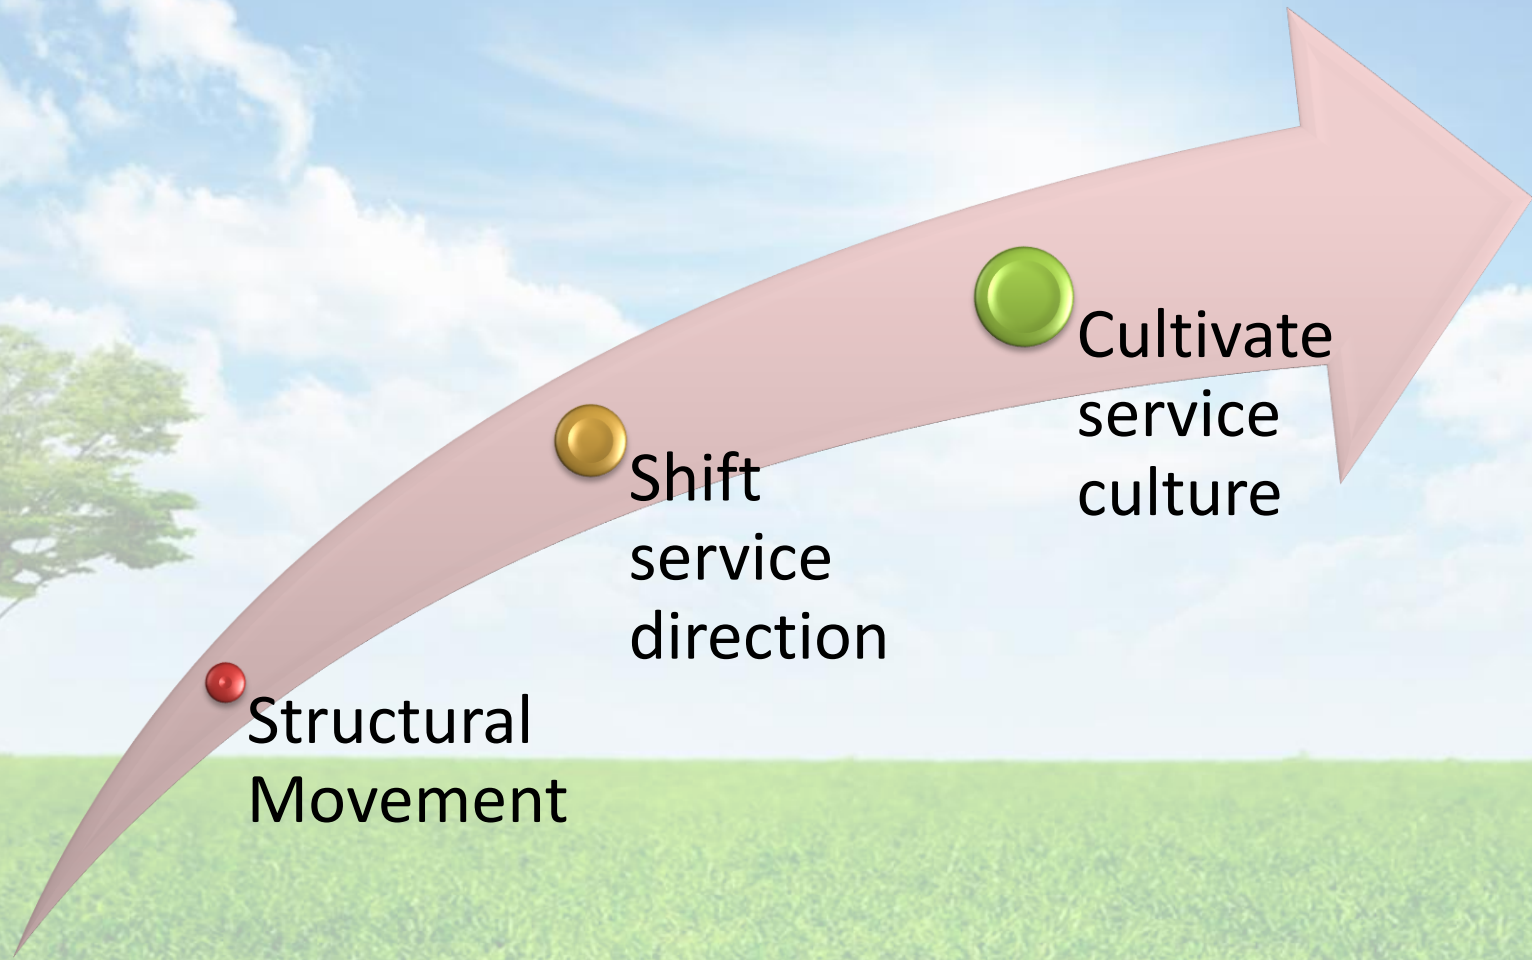 Cultivate
service
culture
Shift
service
direction
Structural
Movement